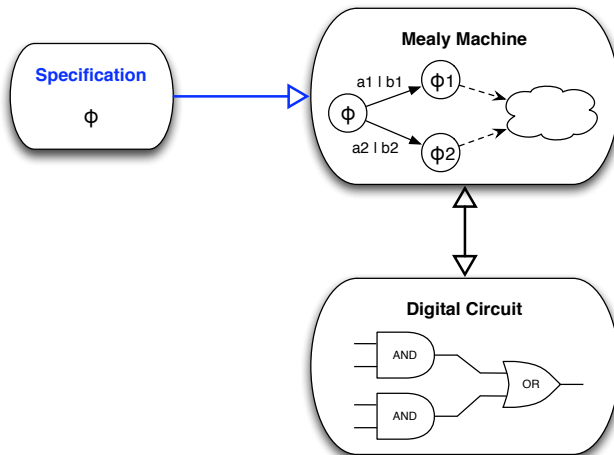 Mealy Machine
Specification
ϕ
a1 | b1
ϕ1
ϕ
a2 | b2
ϕ2
Digital Circuit
AND
OR
AND